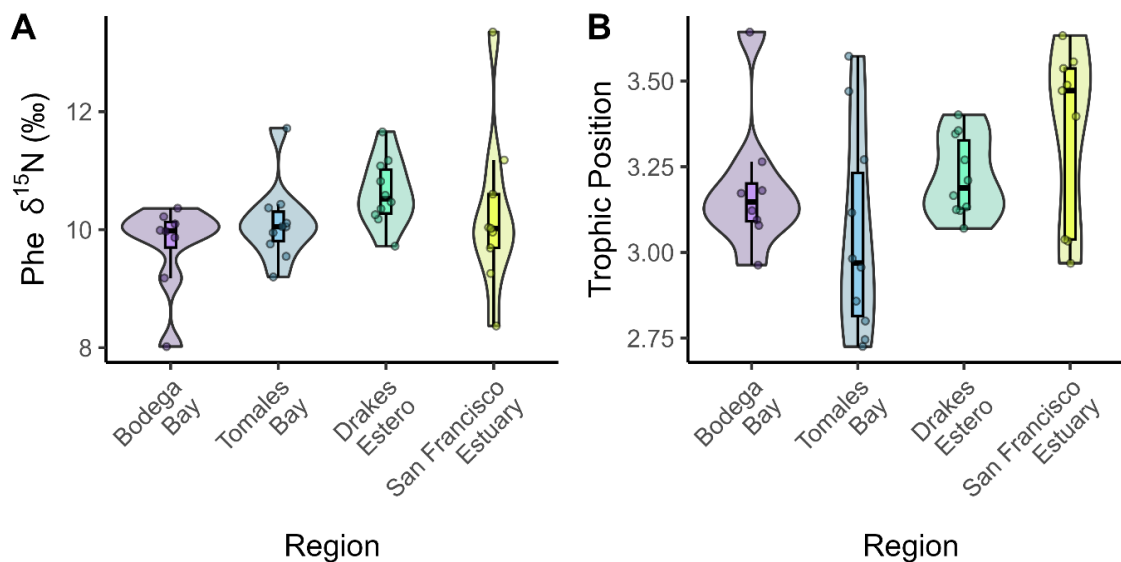 A
Phe δ15N (‰)
12
10
8
Bodega
Bay
Tomales
Bay
Drakes
Estero
San Francisco
Estuary
Region
B
Trophic Position
3.50
3.25
3.00
2.75
Bodega
Bay
Tomales
Bay
Drakes
Estero
San Francisco
Estuary
Region